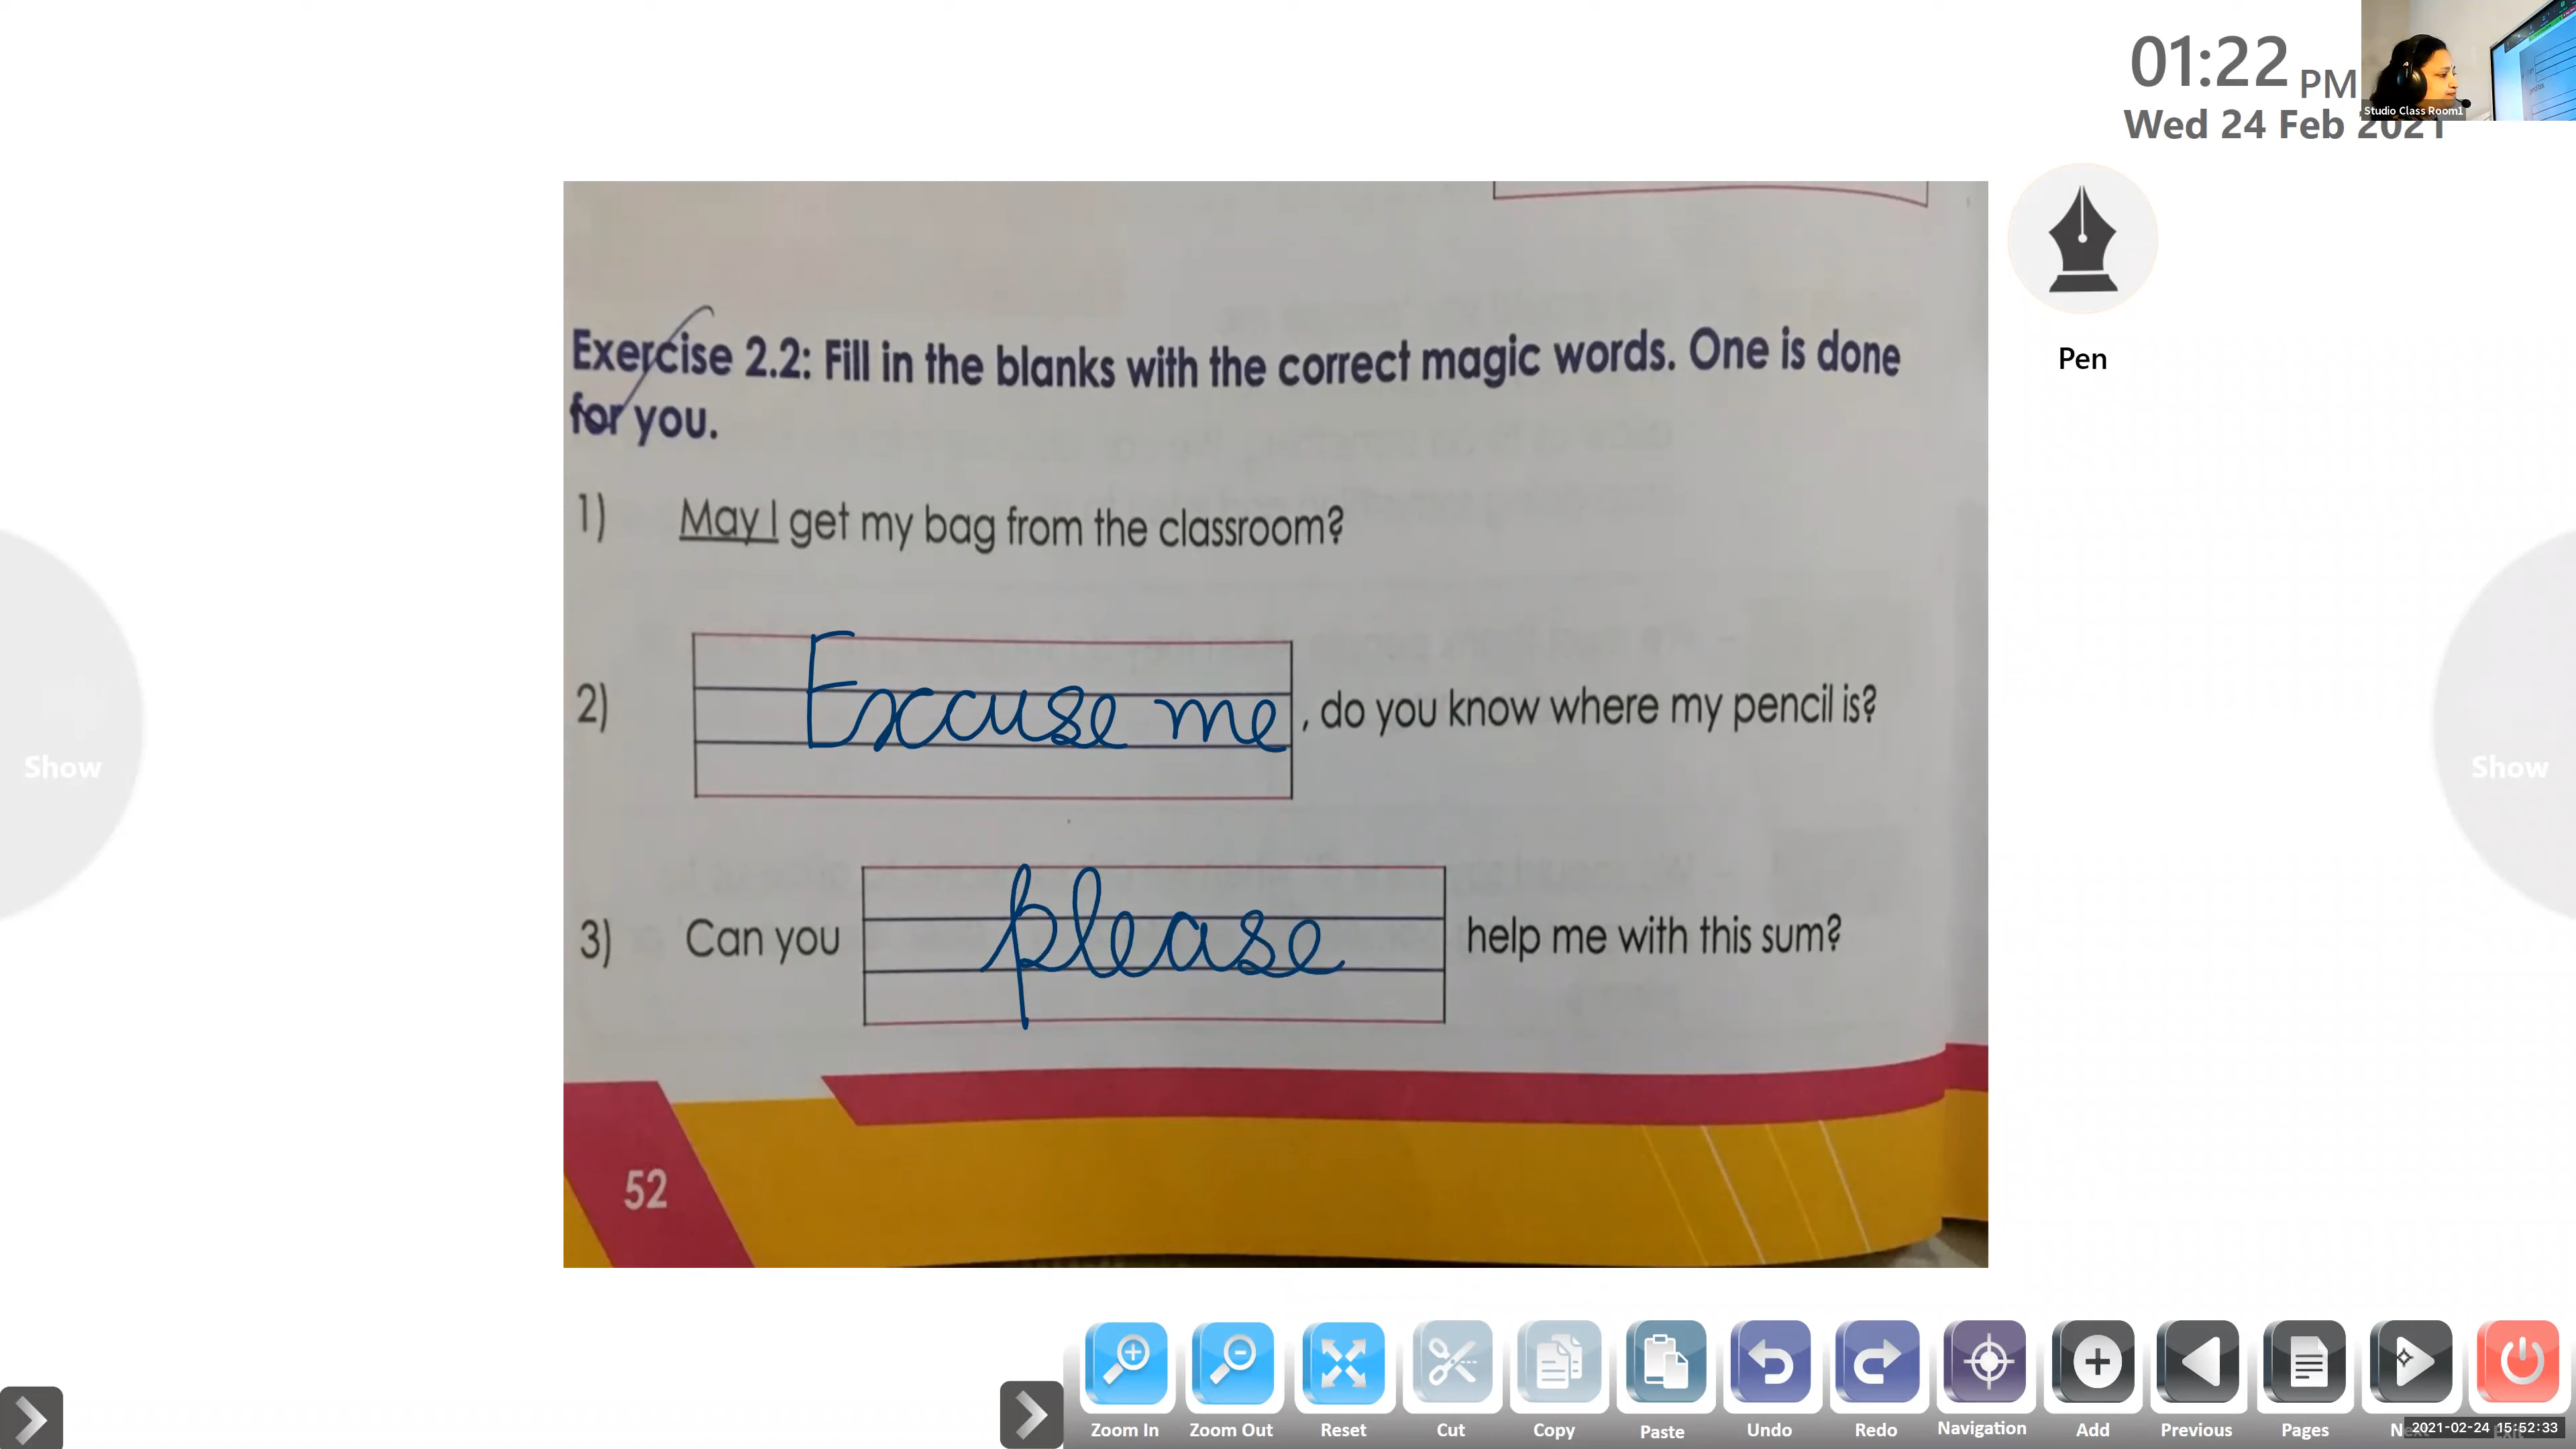 01:22 PM
Wed 24 Feb 2021
Studio Class Room1
Pen
Exercise 2.2: Fill in the blanks with the correct magic words. One is done
for you.
1) May I get my bag from the classroom?
2) Excuse me, do you know where my pencil is?
3) Can you please help me with this sum?
Show
Show
52
Zoom In Zoom Out Reset Cut Copy Paste Undo Redo Navigation Add Previous Pages
2021-02-24 15:52:33